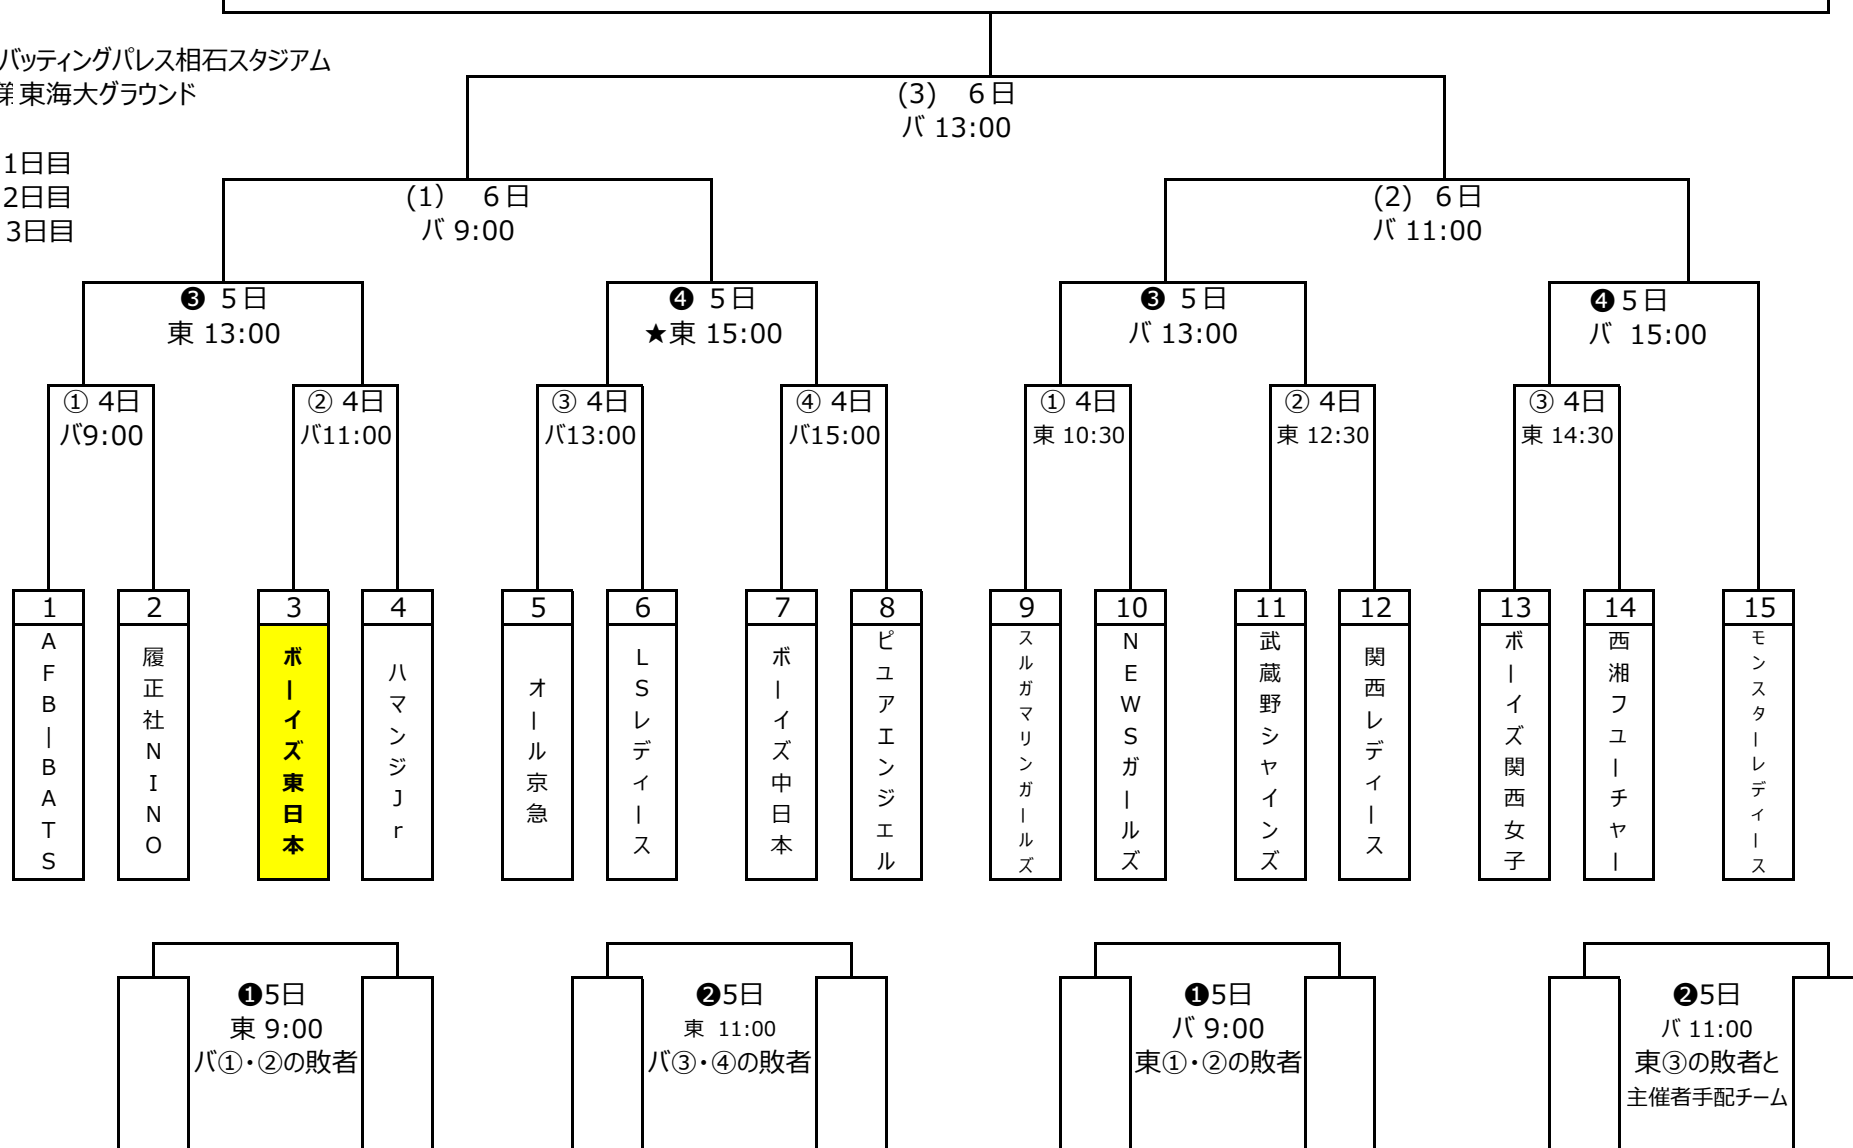 バッティングパレス相石スタジアム
東海大グラウンド
(3) 6日
バ 13:00
1日目
2日目
3日目
(1) 6日
バ 9:00
(2) 6日
バ 11:00
❸ 5日
東 13:00
❹ 5日
★東 15:00
❸ 5日
バ 13:00
❹ 5日
バ 15:00
① 4日
バ9:00
② 4日
バ11:00
③ 4日
バ13:00
④ 4日
バ15:00
① 4日
東 10:30
② 4日
東 12:30
③ 4日
東 14:30
1
AFBーBATS
2
履正社NINO
3
ボーイズ東日本
4
ハマンジJr
5
オール京急
6
LSレディース
7
ボーイズ中日本
8
ピュアエンジェル
9
スルガマリンガールズ
10
NEWSガールズ
11
武蔵野シャインズ
12
関西レディース
13
ボーイズ関西女子
14
西湘フューチャー
15
モンスターレディース
❶5日
東 9:00
バ①・②の敗者
❷5日
東 11:00
バ③・④の敗者
❶5日
バ 9:00
東①・②の敗者
❷5日
バ 11:00
東③の敗者と
主催者手配チーム